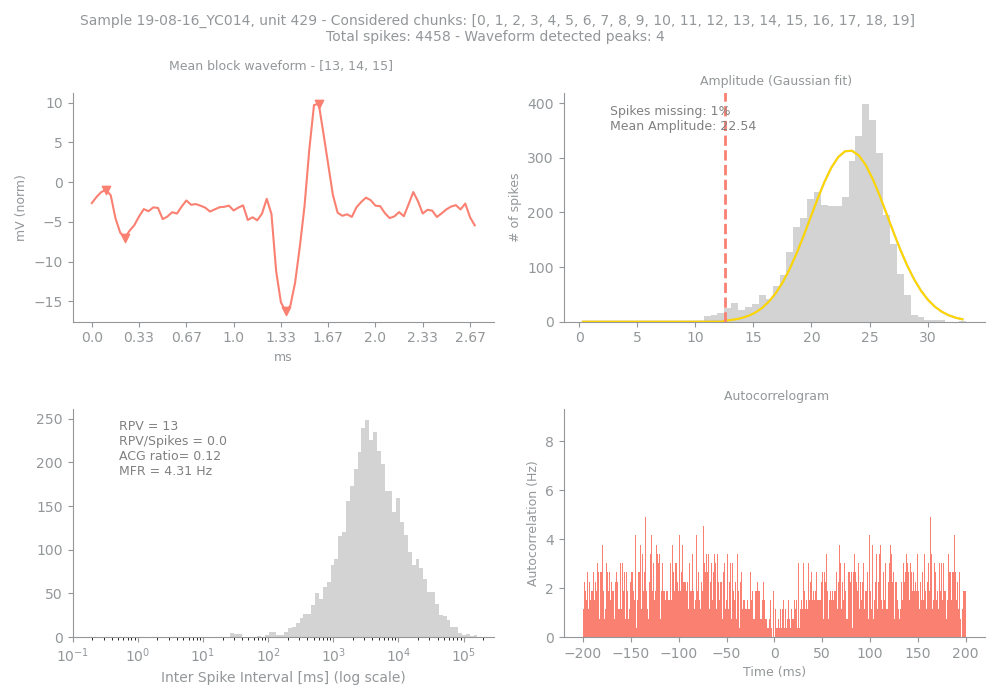 Sample 19-08-16_YC014, unit 429 - Considered chunks: [0, 1, 2, 3, 4, 5, 6, 7, 8, 9, 10, 11, 12, 13, 14, 15, 16, 17, 18, 19]
Total spikes: 4458 - Waveform detected peaks: 4
Mean block waveform - [13, 14, 15]
10
5
0
−5
−10
−15
mV (norm)
0.0 0.33 0.67 1.0 1.33 1.67 2.0 2.33 2.67
ms
Amplitude (Gaussian fit)
Spikes missing: 1%
Mean Amplitude: 22.54
400
300
200
100
0
# of spikes
0 5 10 15 20 25 30
RPV = 13
RPV/Spikes = 0.0
ACG ratio= 0.12
MFR = 4.31 Hz
250
200
150
100
50
0
10⁻¹ 10⁰ 10¹ 10² 10³ 10⁴ 10⁵
Inter Spike Interval [ms] (log scale)
Autocorrelogram
8
6
4
2
0
Autocorrelation (Hz)
−200 −150 −100 −50 0 50 100 150 200
Time (ms)